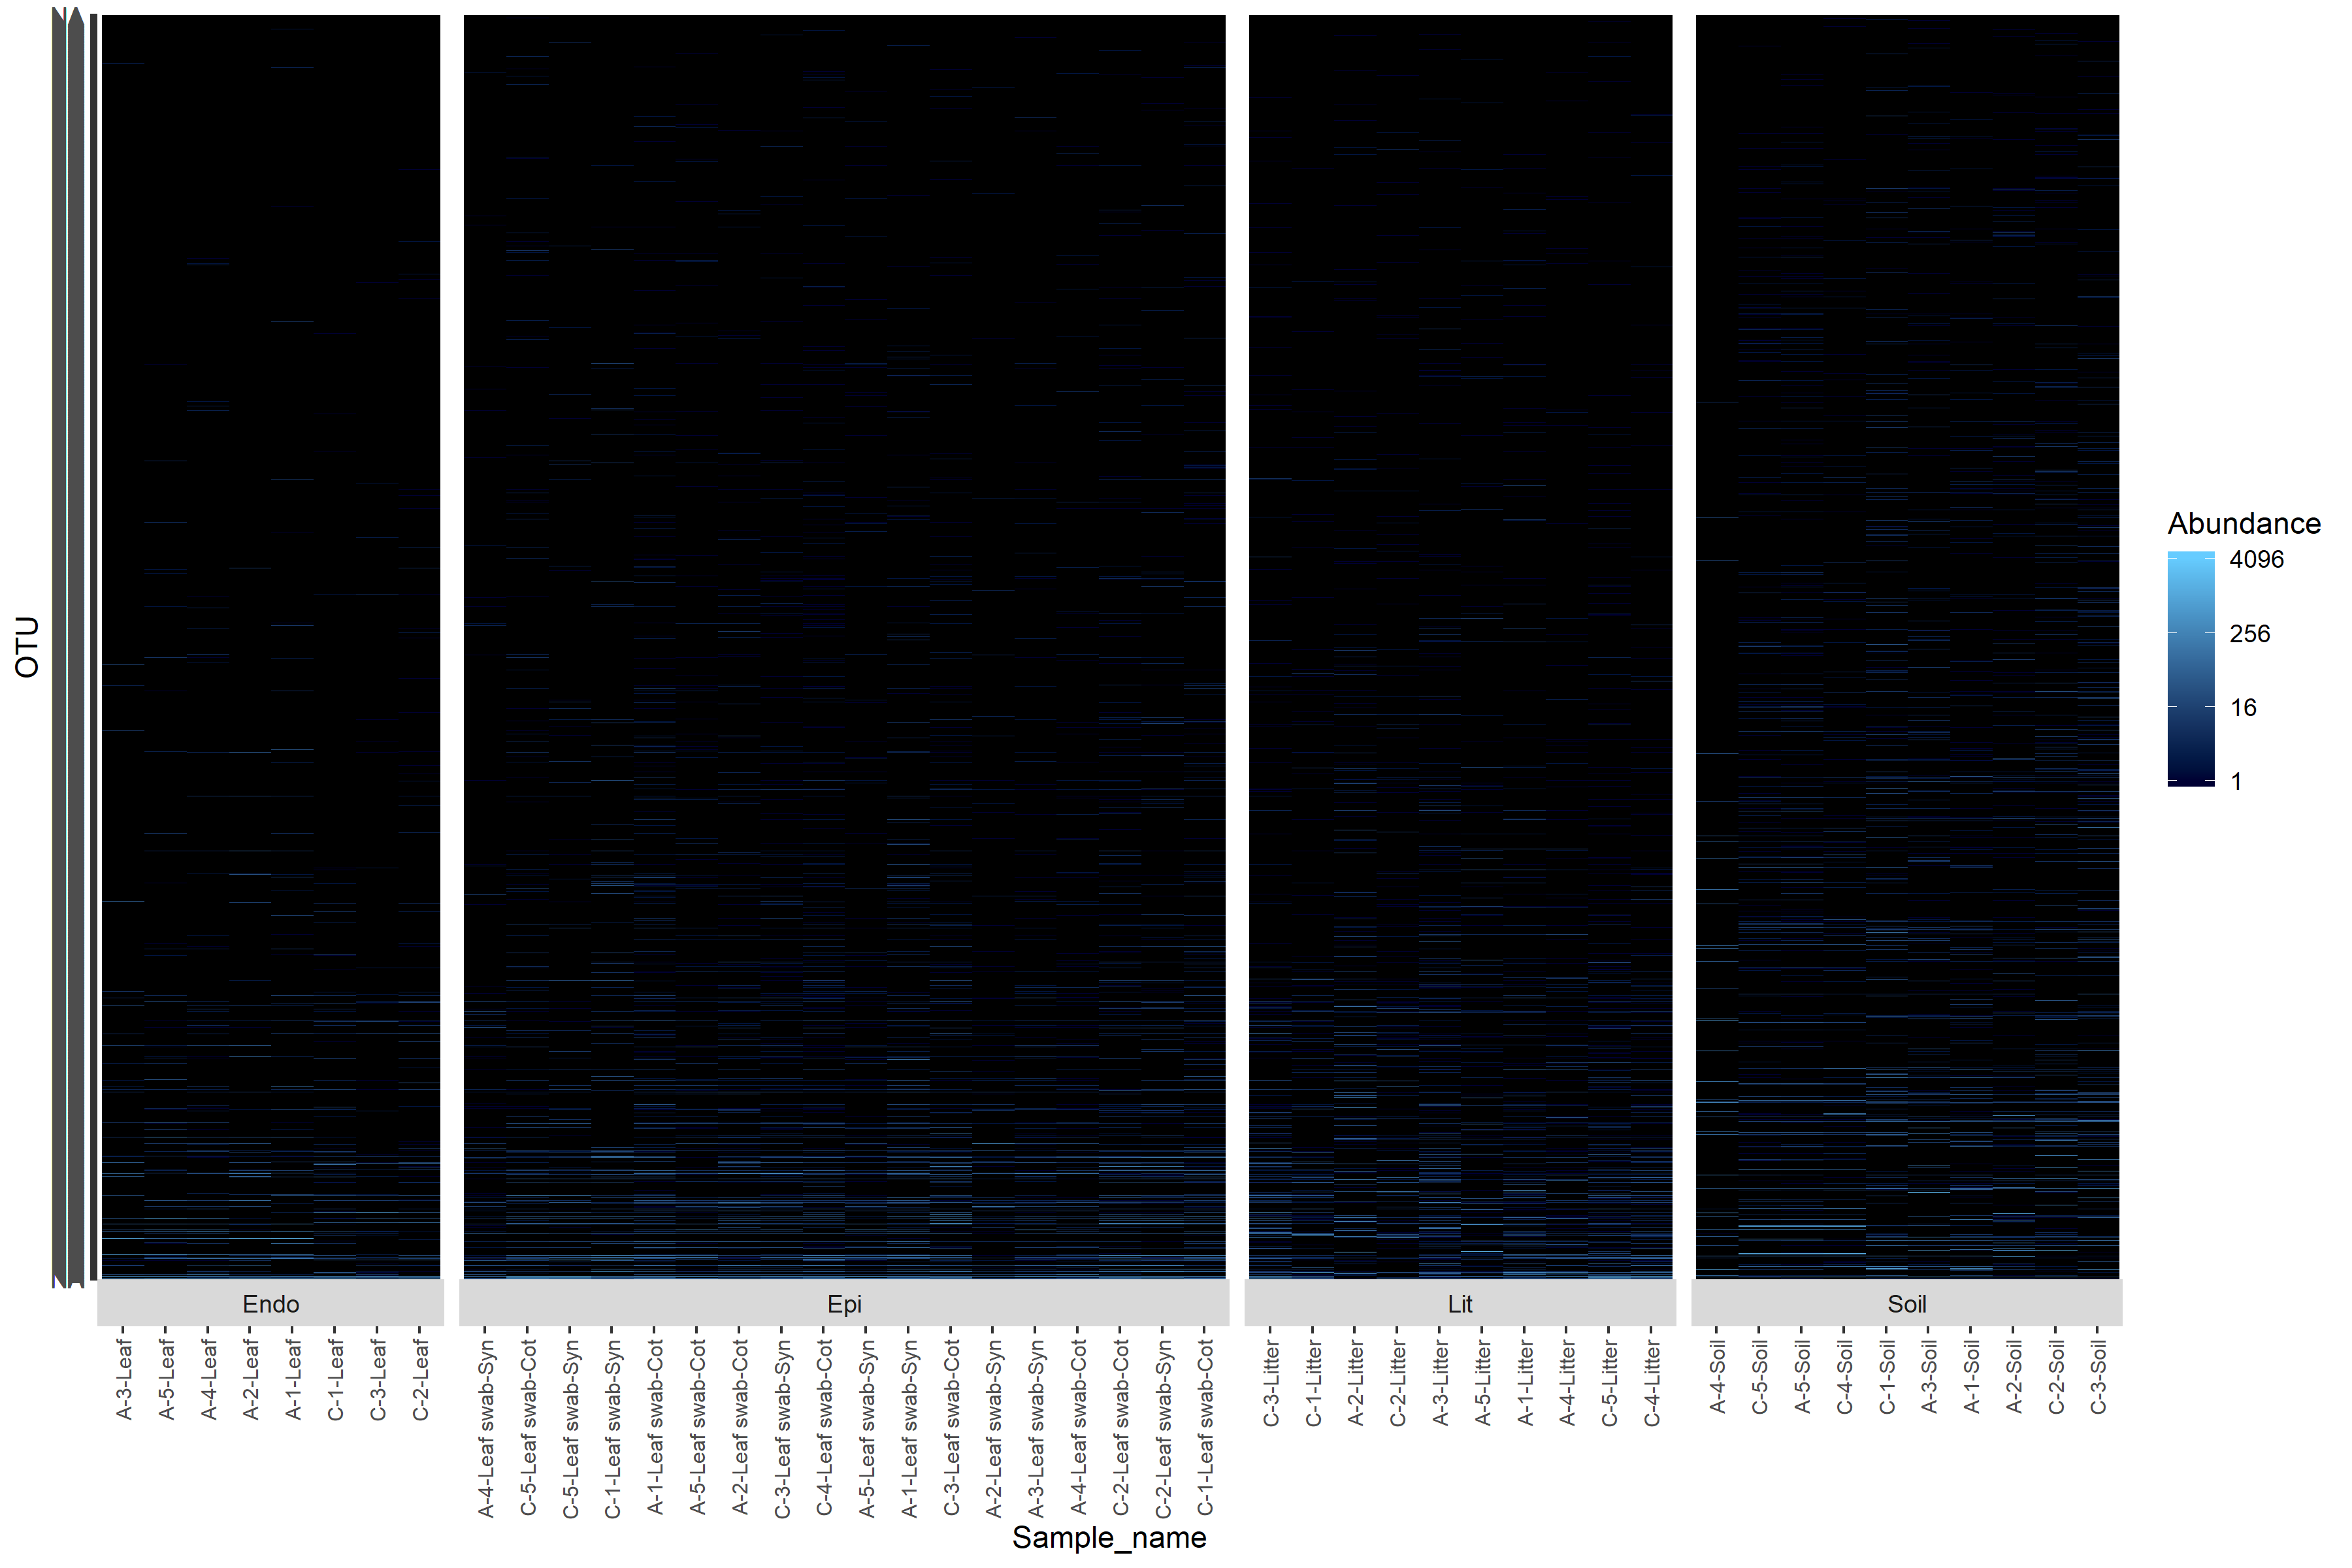 OTU
Endo
Epi
Lit
Soil
A-3-Leaf
A-5-Leaf
A-4-Leaf
A-2-Leaf
A-1-Leaf
C-1-Leaf
C-3-Leaf
C-2-Leaf
A-4-Leaf swab-Syn
C-5-Leaf swab-Cot
C-5-Leaf swab-Syn
C-1-Leaf swab-Syn
A-1-Leaf swab-Cot
A-5-Leaf swab-Cot
A-2-Leaf swab-Cot
C-3-Leaf swab-Syn
C-4-Leaf swab-Cot
A-5-Leaf swab-Syn
A-1-Leaf swab-Syn
C-3-Leaf swab-Cot
A-2-Leaf swab-Syn
A-3-Leaf swab-Syn
A-4-Leaf swab-Cot
C-2-Leaf swab-Cot
C-2-Leaf swab-Syn
C-1-Leaf swab-Cot
C-3-Litter
C-1-Litter
A-2-Litter
C-2-Litter
A-3-Litter
A-5-Litter
A-1-Litter
A-4-Litter
C-5-Litter
C-4-Litter
A-4-Soil
C-5-Soil
A-5-Soil
C-4-Soil
C-1-Soil
A-3-Soil
A-1-Soil
A-2-Soil
C-2-Soil
C-3-Soil
Sample_name
Abundance
4096
256
16
1